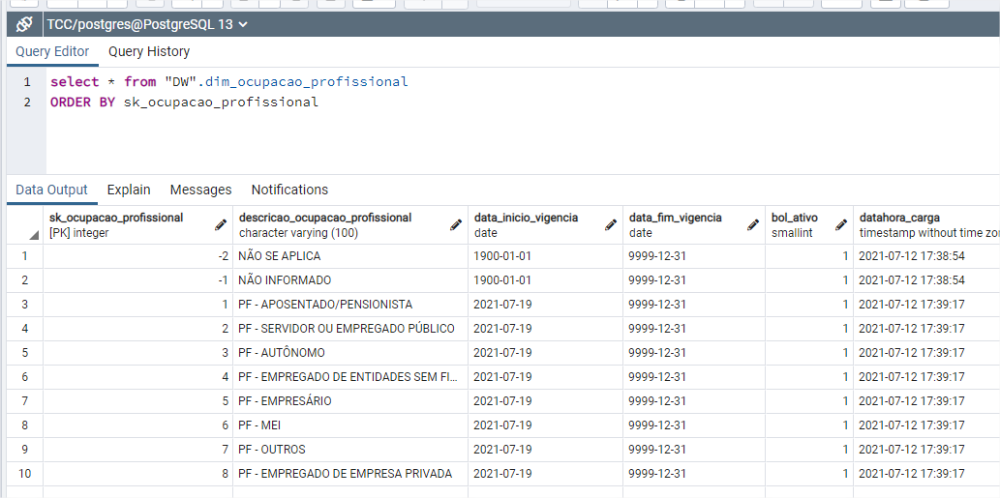 TCC/postgres@PostgreSQL 13
Query Editor Query History
1 select * from "DW".dim_ocupacao_profissional
2 ORDER BY sk_ocupacao_profissional
Data Output Explain Messages Notifications
sk_ocupacao_profissional descricao_ocupacao_profissional data_inicio_vigencia data_fim_vigencia bol_ativo datahora_carga
[PK] integer character varying (100) date date smallint timestamp without time zo
1 -2 NÃO SE APLICA 1900-01-01 9999-12-31 1 2021-07-12 17:38:54
2 -1 NÃO INFORMADO 1900-01-01 9999-12-31 1 2021-07-12 17:38:54
3 1 PF - APOSENTADO/PENSIONISTA 2021-07-19 9999-12-31 1 2021-07-12 17:39:17
4 2 PF - SERVIDOR OU EMPREGADO PÚBLICO 2021-07-19 9999-12-31 1 2021-07-12 17:39:17
5 3 PF - AUTÔNOMO 2021-07-19 9999-12-31 1 2021-07-12 17:39:17
6 4 PF - EMPREGADO DE ENTIDADES SEM FI... 2021-07-19 9999-12-31 1 2021-07-12 17:39:17
7 5 PF - EMPRESÁRIO 2021-07-19 9999-12-31 1 2021-07-12 17:39:17
8 6 PF - MEI 2021-07-19 9999-12-31 1 2021-07-12 17:39:17
9 7 PF - OUTROS 2021-07-19 9999-12-31 1 2021-07-12 17:39:17
10 8 PF - EMPREGADO DE EMPRESA PRIVADA 2021-07-19 9999-12-31 1 2021-07-12 17:39:17